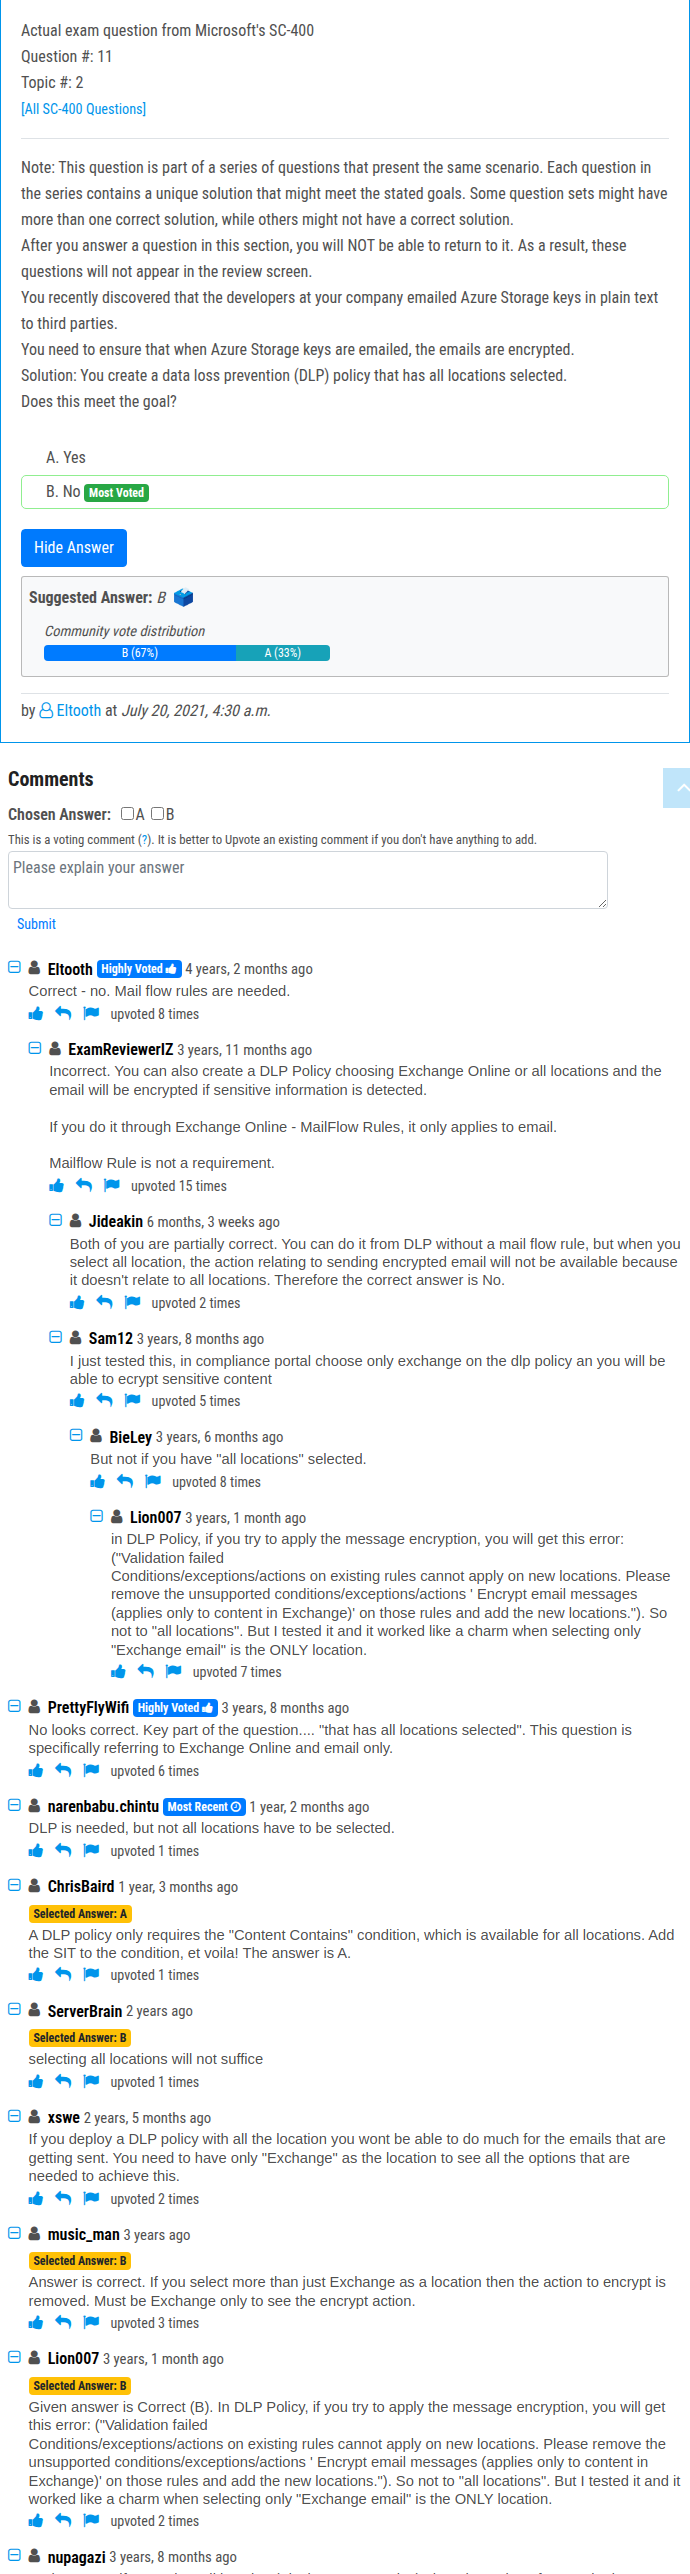 Actual exam question from Microsoft's SC-400
Question #: 11
Topic #: 2
[All SC-400 Questions]
Note: This question is part of a series of questions that present the same scenario. Each question in
the series contains a unique solution that might meet the stated goals. Some question sets might have
more than one correct solution, while others might not have a correct solution.
After you answer a question in this section, you will NOT be able to return to it. As a result, these
questions will not appear in the review screen.
You recently discovered that the developers at your company emailed Azure Storage keys in plain text
to third parties.
You need to ensure that when Azure Storage keys are emailed, the emails are encrypted.
Solution: You create a data loss prevention (DLP) policy that has all locations selected.
Does this meet the goal?
A. Yes
B. No Most Voted
Hide Answer
Suggested Answer: B
Community vote distribution
B (67%) A (33%)
by Eltooth at July 20, 2021, 4:30 a.m.
Comments
Chosen Answer: A B
This is a voting comment (?). It is better to Upvote an existing comment if you don't have anything to add.
Please explain your answer
Submit
Eltooth Highly Voted 4 years, 2 months ago
Correct - no. Mail flow rules are needed.
upvoted 8 times
ExamReviewerIZ 3 years, 11 months ago
Incorrect. You can also create a DLP Policy choosing Exchange Online or all locations and the
email will be encrypted if sensitive information is detected.
If you do it through Exchange Online - MailFlow Rules, it only applies to email.
Mailflow Rule is not a requirement.
upvoted 15 times
Jideakin 6 months, 3 weeks ago
Both of you are partially correct. You can do it from DLP without a mail flow rule, but when you
select all location, the action relating to sending encrypted email will not be available because
it doesn't relate to all locations. Therefore the correct answer is No.
upvoted 2 times
Sam12 3 years, 8 months ago
I just tested this, in compliance portal choose only exchange on the dlp policy an you will be
able to ecrypt sensitive content
upvoted 5 times
BieLey 3 years, 6 months ago
But not if you have "all locations" selected.
upvoted 8 times
Lion007 3 years, 1 month ago
in DLP Policy, if you try to apply the message encryption, you will get this error:
("Validation failed
Conditions/exceptions/actions on existing rules cannot apply on new locations. Please
remove the unsupported conditions/exceptions/actions ' Encrypt email messages
(applies only to content in Exchange)' on those rules and add the new locations."). So
not to "all locations". But I tested it and it worked like a charm when selecting only
"Exchange email" is the ONLY location.
upvoted 7 times
PrettyFlyWifi Highly Voted 3 years, 8 months ago
No looks correct. Key part of the question.... "that has all locations selected". This question is
specifically referring to Exchange Online and email only.
upvoted 6 times
narenbabu.chintu Most Recent 1 year, 2 months ago
DLP is needed, but not all locations have to be selected.
upvoted 1 times
ChrisBaird 1 year, 3 months ago
Selected Answer: A
A DLP policy only requires the "Content Contains" condition, which is available for all locations. Add
the SIT to the condition, et voila! The answer is A.
upvoted 1 times
ServerBrain 2 years ago
Selected Answer: B
selecting all locations will not suffice
upvoted 1 times
xswe 2 years, 5 months ago
If you deploy a DLP policy with all the location you wont be able to do much for the emails that are
getting sent. You need to have only "Exchange" as the location to see all the options that are
needed to achieve this.
upvoted 2 times
music_man 3 years ago
Selected Answer: B
Answer is correct. If you select more than just Exchange as a location then the action to encrypt is
removed. Must be Exchange only to see the encrypt action.
upvoted 3 times
Lion007 3 years, 1 month ago
Selected Answer: B
Given answer is Correct (B). In DLP Policy, if you try to apply the message encryption, you will get
this error: ("Validation failed
Conditions/exceptions/actions on existing rules cannot apply on new locations. Please remove the
unsupported conditions/exceptions/actions ' Encrypt email messages (applies only to content in
Exchange)' on those rules and add the new locations."). So not to "all locations". But I tested it and it
worked like a charm when selecting only "Exchange email" is the ONLY location.
upvoted 2 times
nupagazi 3 years, 8 months ago